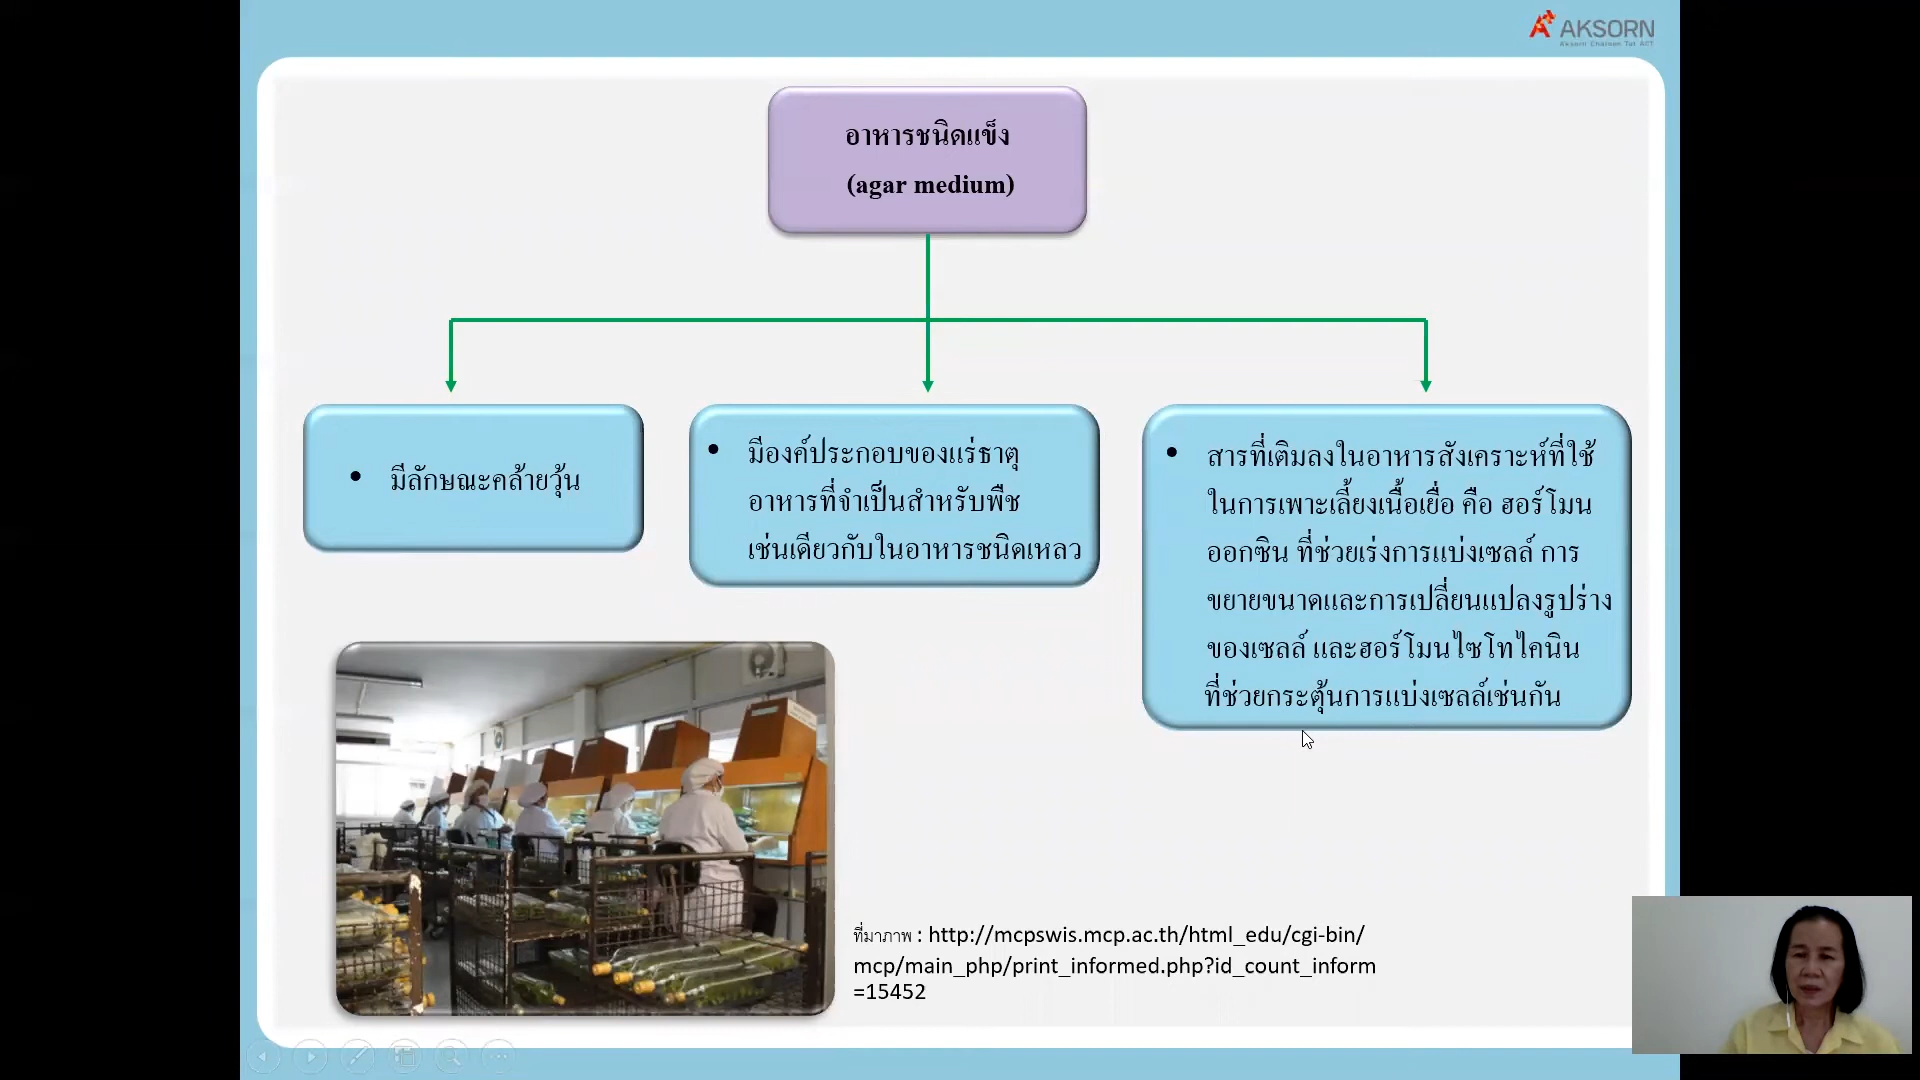 AKSORN
Aksorn Charoen Tat ACT
อาหารชนิดแข็ง
(agar medium)
• มีลักษณะคล้ายวุ้น
• มีองค์ประกอบของแร่ธาตุ
อาหารที่จำเป็นสำหรับพืช
เช่นเดียวกับในอาหารชนิดเหลว
• สารที่เติมลงในอาหารสังเคราะห์ที่ใช้
ในการเพาะเลี้ยงเนื้อเยื่อ คือ ฮอร์โมน
ออกซิน ที่ช่วยเร่งการแบ่งเซลล์ การ
ขยายขนาดและการเปลี่ยนแปลงรูปร่าง
ของเซลล์ และฮอร์โมนไซโทไคนิน
ที่ช่วยกระตุ้นการแบ่งเซลล์เช่นกัน
ที่มาภาพ : http://mcpswis.mcp.ac.th/html_edu/cgi-bin/
mcp/main_php/print_informed.php?id_count_inform
=15452